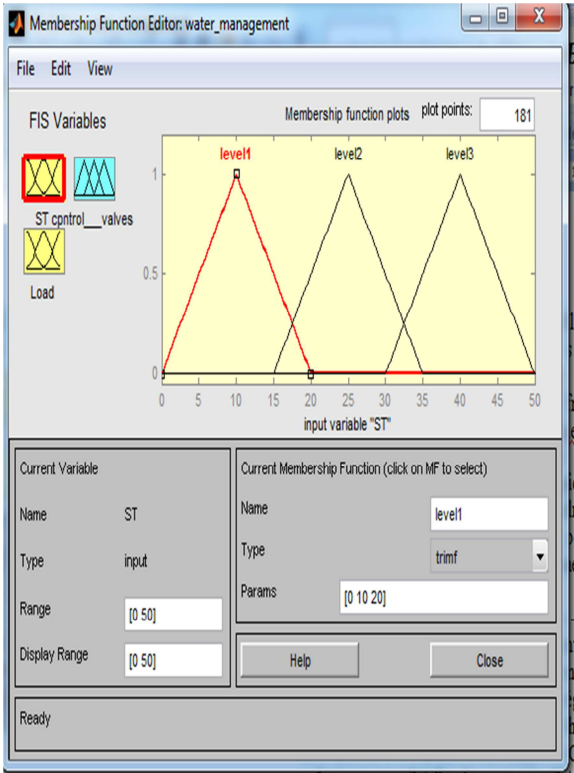 Membership Function Editor: water_management
File Edit View
FIS Variables
Membership function plots plot points: 181
level1 level2 level3
ST cpntrol___valves
Load
1
0.5
0
0 5 10 15 20 25 30 35 40 45 50
input variable "ST"
Current Variable
Name ST
Type input
Range [0 50]
Display Range [0 50]
Current Membership Function (click on MF to select)
Name level1
Type trimf
Params [0 10 20]
Help Close
Ready